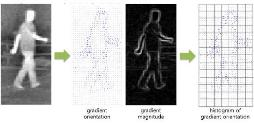 gradient
orientation
gradient
magnitude
histogram of
gradient orientation